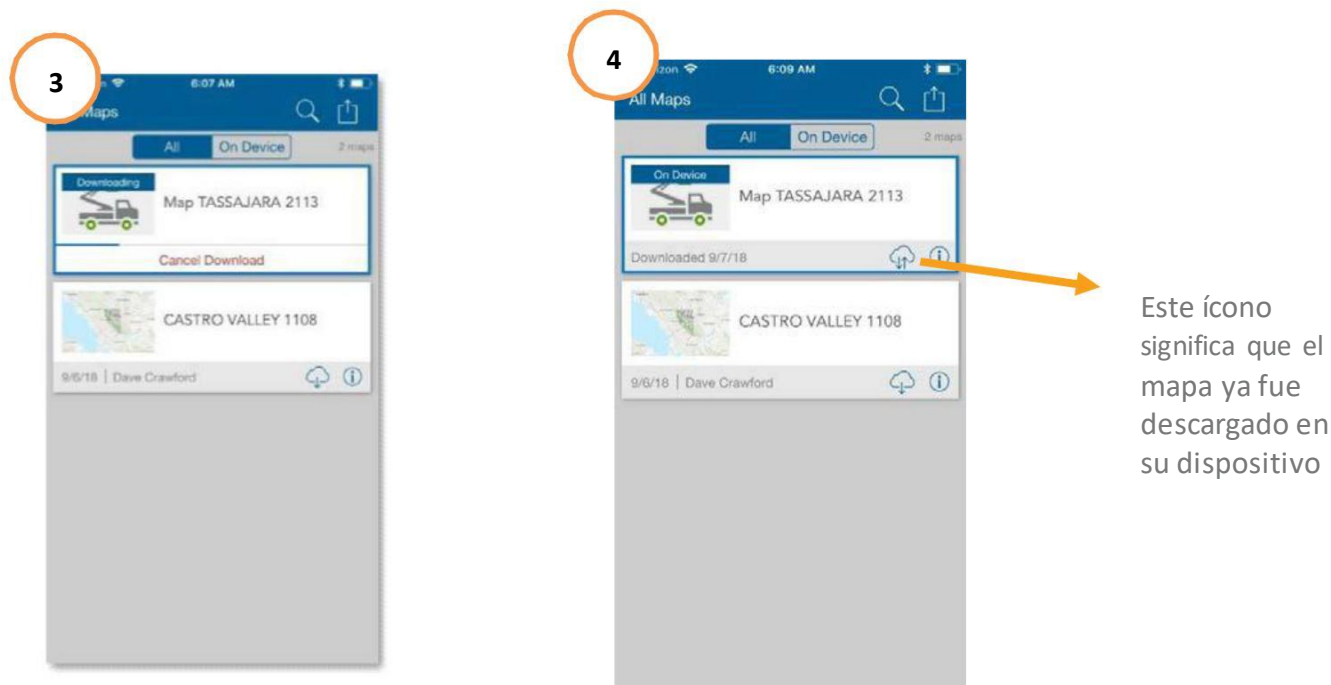 3
6:07 AM
Maps
All On Device 2 maps
Downloading
Map TASSAJARA 2113
Cancel Download
CASTRO VALLEY 1108
9/6/18 | Dave Crawford
4
zon 6:09 AM
All Maps
All On Device 2 maps
On Device
Map TASSAJARA 2113
Downloaded 9/7/18
CASTRO VALLEY 1108
9/6/18 | Dave Crawford
Este ícono
significa que el
mapa ya fue
descargado en
su dispositivo